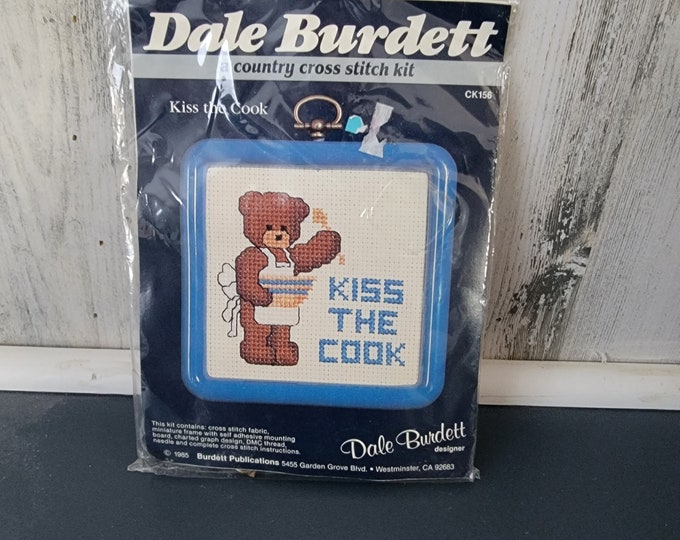 Dale Burdett
a country cross stitch kit
CK156
Kiss the Cook
KISS
THE
COOK
This kit contains: cross stitch fabric,
miniature frame with self adhesive mounting
board, charted graph design, DMC thread,
needle and complete cross stitch instructions.
Dale Burdett
designer
© 1985 Burdett Publications 5455 Garden Grove Blvd. • Westminster, CA 92683